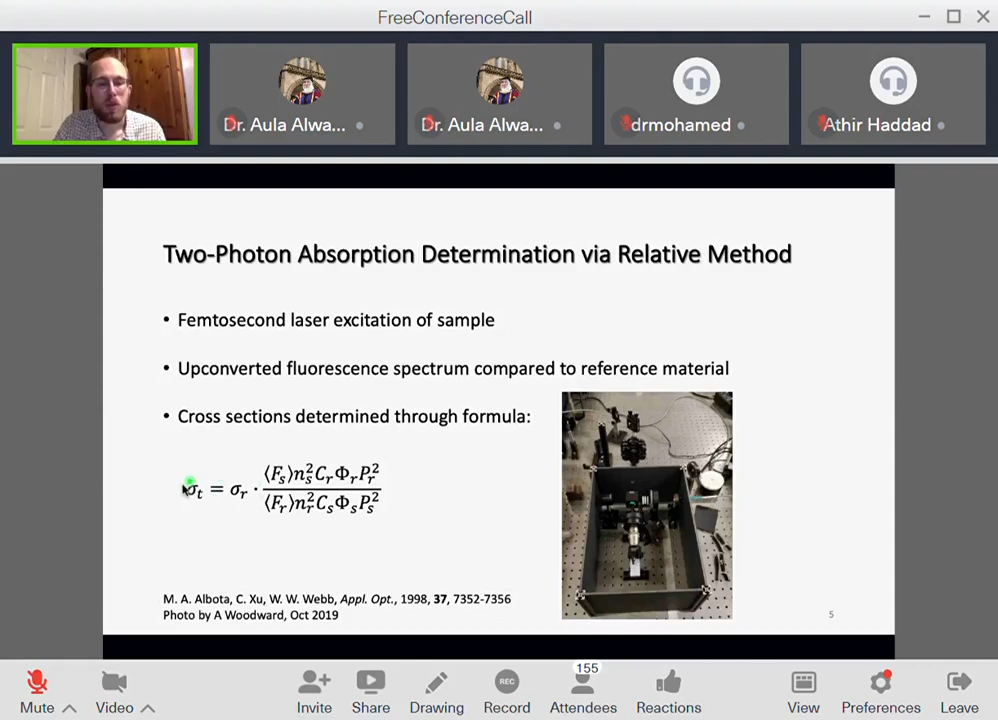 FreeConferenceCall
Dr. Aula Alwa...
Dr. Aula Alwa...
drmohamed
Athir Haddad
Two-Photon Absorption Determination via Relative Method
• Femtosecond laser excitation of sample
• Upconverted fluorescence spectrum compared to reference material
• Cross sections determined through formula:
σₜ = σᵣ · ⟨Fₛ⟩nₛ²CᵣΦᵣPᵣ² / ⟨Fᵣ⟩nᵣ²CₛΦₛPₛ²
M. A. Albota, C. Xu, W. W. Webb, Appl. Opt., 1998, 37, 7352-7356
Photo by A Woodward, Oct 2019
5
155
REC
Mute
Video
Invite
Share
Drawing
Record
Attendees
Reactions
View
Preferences
Leave